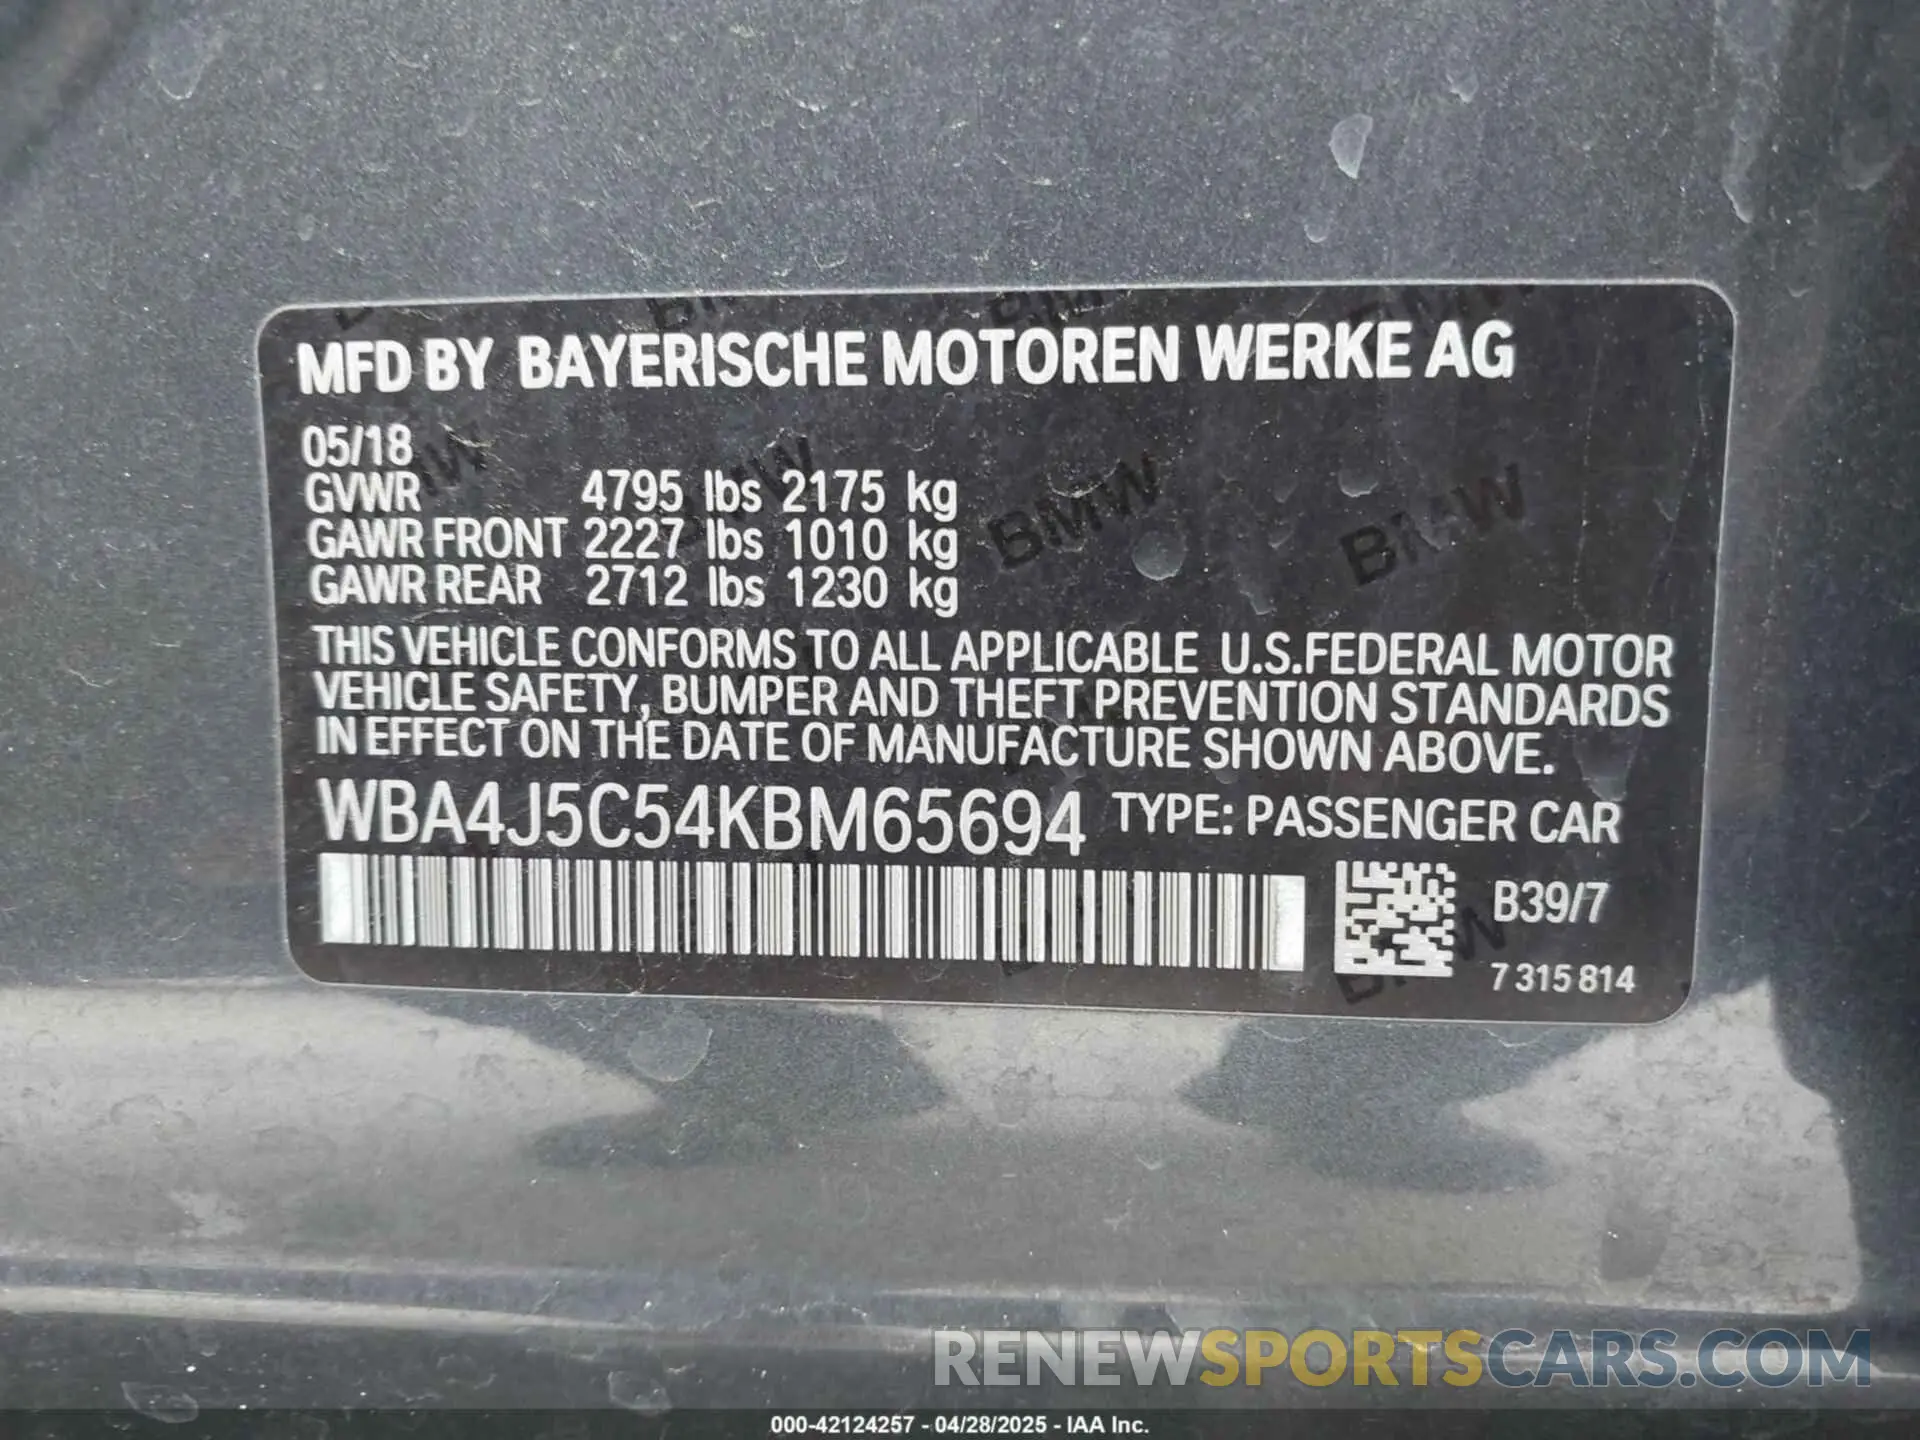 MFD BY BAYERISCHE MOTOREN WERKE AG
05/18
GVWR 4795 lbs 2175 kg
GAWR FRONT 2227 lbs 1010 kg
GAWR REAR 2712 lbs 1230 kg
THIS VEHICLE CONFORMS TO ALL APPLICABLE U.S.FEDERAL MOTOR
VEHICLE SAFETY, BUMPER AND THEFT PREVENTION STANDARDS
IN EFFECT ON THE DATE OF MANUFACTURE SHOWN ABOVE.
WBA4J5C54KBM65694 TYPE: PASSENGER CAR
B39/7
7 315 814
RENEWSPORTSCARS.COM
000-42124257 - 04/28/2025 - IAA Inc.